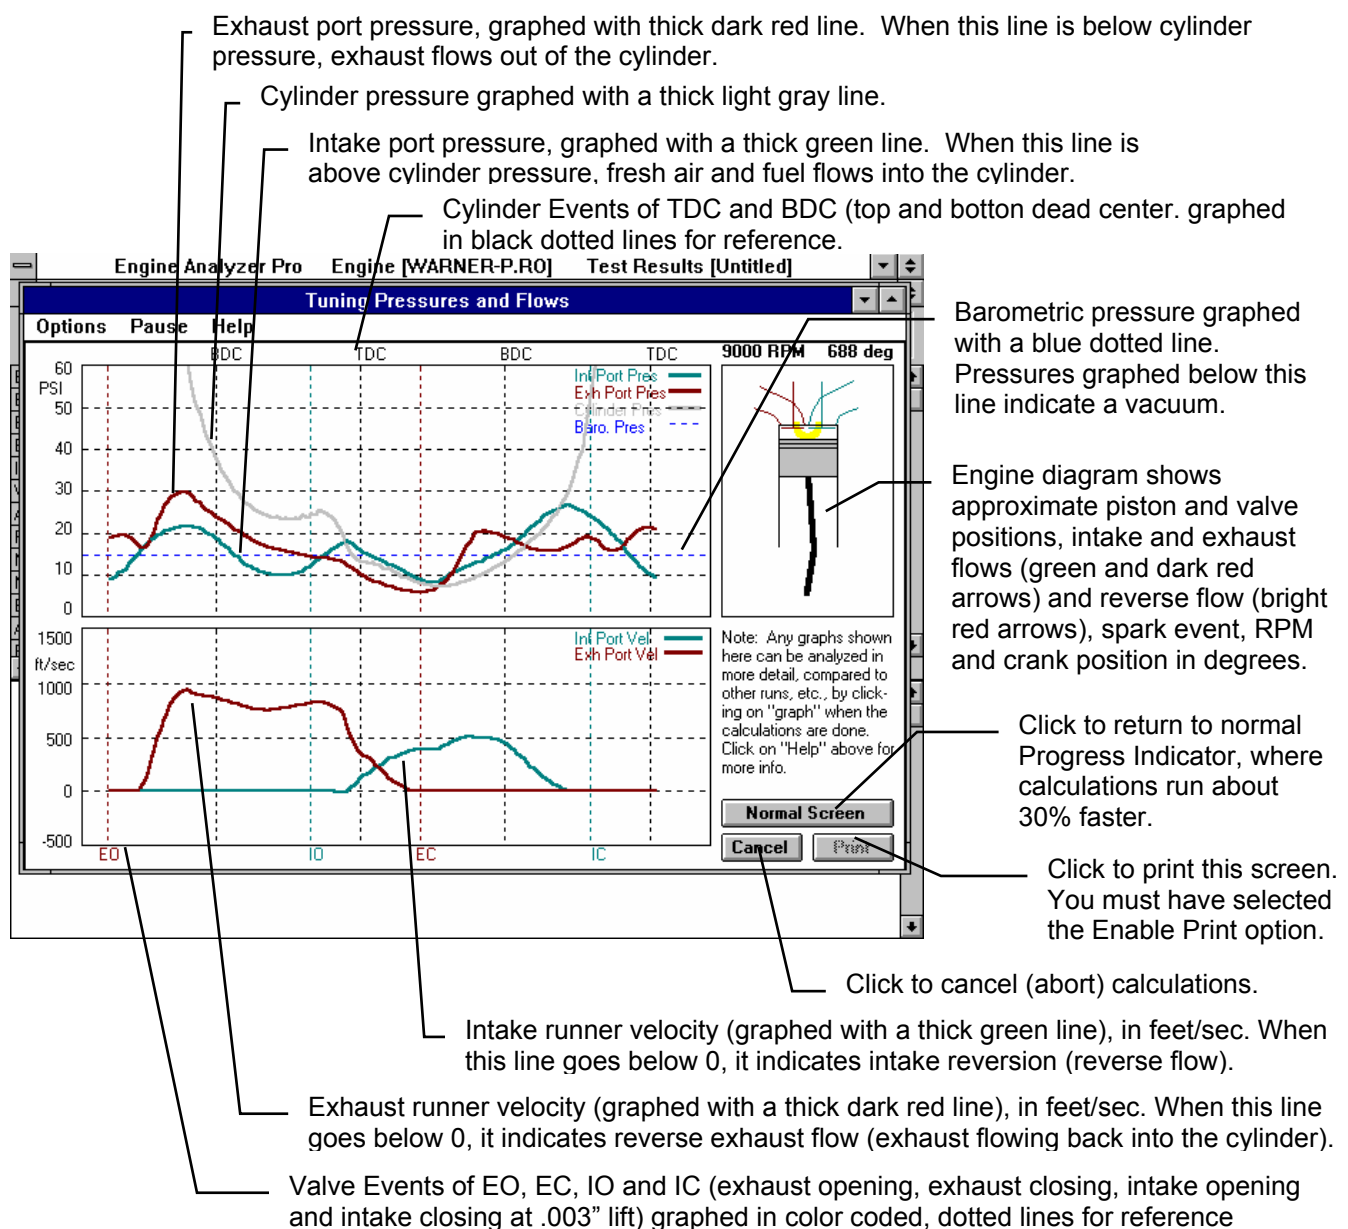 Exhaust port pressure, graphed with thick dark red line.  When this line is below cylinder
pressure, exhaust flows out of the cylinder.
Cylinder pressure graphed with a thick light gray line.
Intake port pressure, graphed with a thick green line.  When this line is
above cylinder pressure, fresh air and fuel flows into the cylinder.
Cylinder Events of TDC and BDC (top and botton dead center. graphed
in black dotted lines for reference.
Engine Analyzer Pro    Engine [WARNER-P.RO]    Test Results [Untitled]
Tuning Pressures and Flows
Options    Pause    Help
BDC    TDC    BDC    TDC
9000 RPM    688 deg
60
PSI
50
40
30
20
10
0
Int Port Pres
Exh Port Pres
Cylinder Pres
Baro. Pres
1500
ft/sec
1000
500
0
-500
Int Port Vel
Exh Port Vel
EO    IO    EC    IC
Note:  Any graphs shown
here can be analyzed in
more detail, compared to
other runs, etc., by click-
ing on "graph" when the
calculations are done.
Click on "Help" above for
more info.
Normal Screen
Cancel    Print
Barometric pressure graphed
with a blue dotted line.
Pressures graphed below this
line indicate a vacuum.
Engine diagram shows
approximate piston and valve
positions, intake and exhaust
flows (green and dark red
arrows) and reverse flow (bright
red arrows), spark event, RPM
and crank position in degrees.
Click to return to normal
Progress Indicator, where
calculations run about
30% faster.
Click to print this screen.
You must have selected
the Enable Print option.
Click to cancel (abort) calculations.
Intake runner velocity (graphed with a thick green line), in feet/sec. When
this line goes below 0, it indicates intake reversion (reverse flow).
Exhaust runner velocity (graphed with a thick dark red line), in feet/sec. When this line
goes below 0, it indicates reverse exhaust flow (exhaust flowing back into the cylinder).
Valve Events of EO, EC, IO and IC (exhaust opening, exhaust closing, intake opening
and intake closing at .003” lift) graphed in color coded, dotted lines for reference